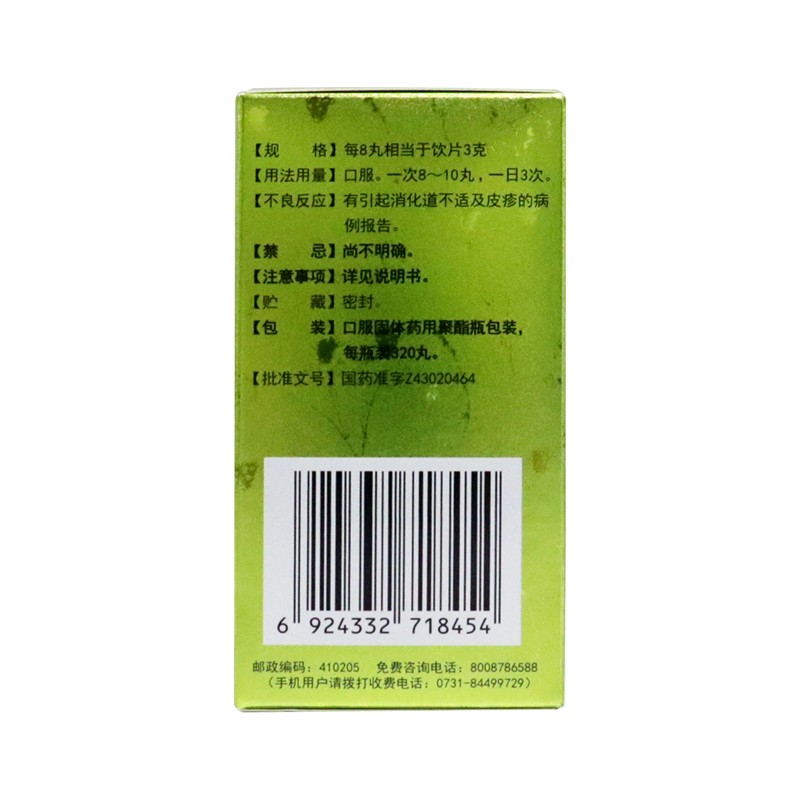 【规　　格】每8丸相当于饮片3克
【用法用量】口服。一次8～10丸，一日3次。
【不良反应】有引起消化道不适及皮疹的病
例报告。
【禁　　忌】尚不明确。
【注意事项】详见说明书。
【贮　　藏】密封。
【包　　装】口服固体药用聚酯瓶包装，
每瓶装320丸。
【批准文号】国药准字Z43020464
6 924332 718454
邮政编码：410205　免费咨询电话：8008786588
（手机用户请拨打收费电话：0731-84499729）